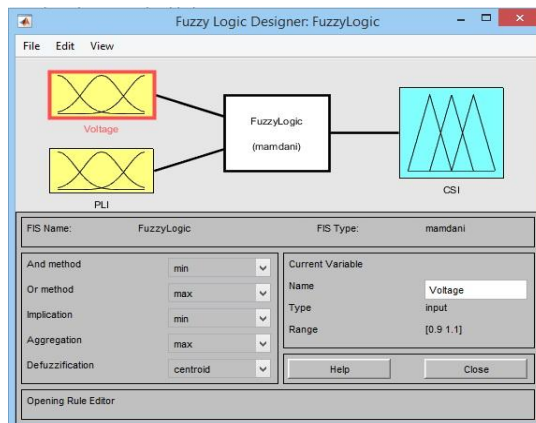 Fuzzy Logic Designer: FuzzyLogic
File Edit View
Voltage
PLI
FuzzyLogic
(mamdani)
CSI
FIS Name: FuzzyLogic FIS Type: mamdani
And method min
Or method max
Implication min
Aggregation max
Defuzzification centroid
Current Variable
Name Voltage
Type input
Range [0.9 1.1]
Help Close
Opening Rule Editor